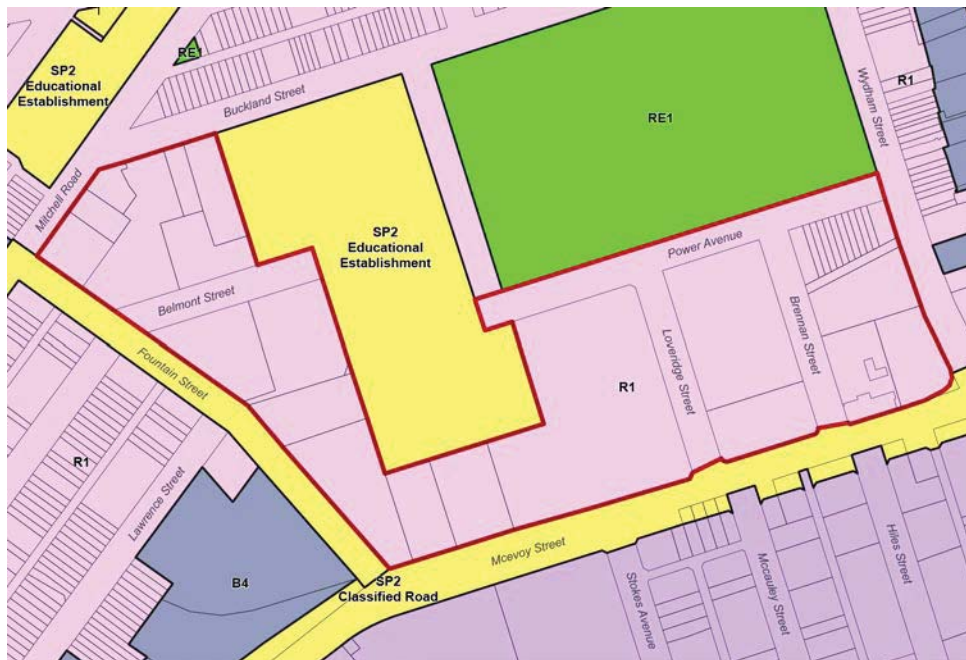 RE1
SP2
Educational
Establishment
Buckland Street
Wydham Street
R1
RE1
Mitchell Road
SP2
Educational
Establishment
Power Avenue
Belmont Street
Brennan Street
Loveridge Street
Fountain Street
R1
R1
Lawrence Street
Mcevoy Street
Hiles Street
B4
SP2
Classified Road
Mccauley Street
Stokes Avenue